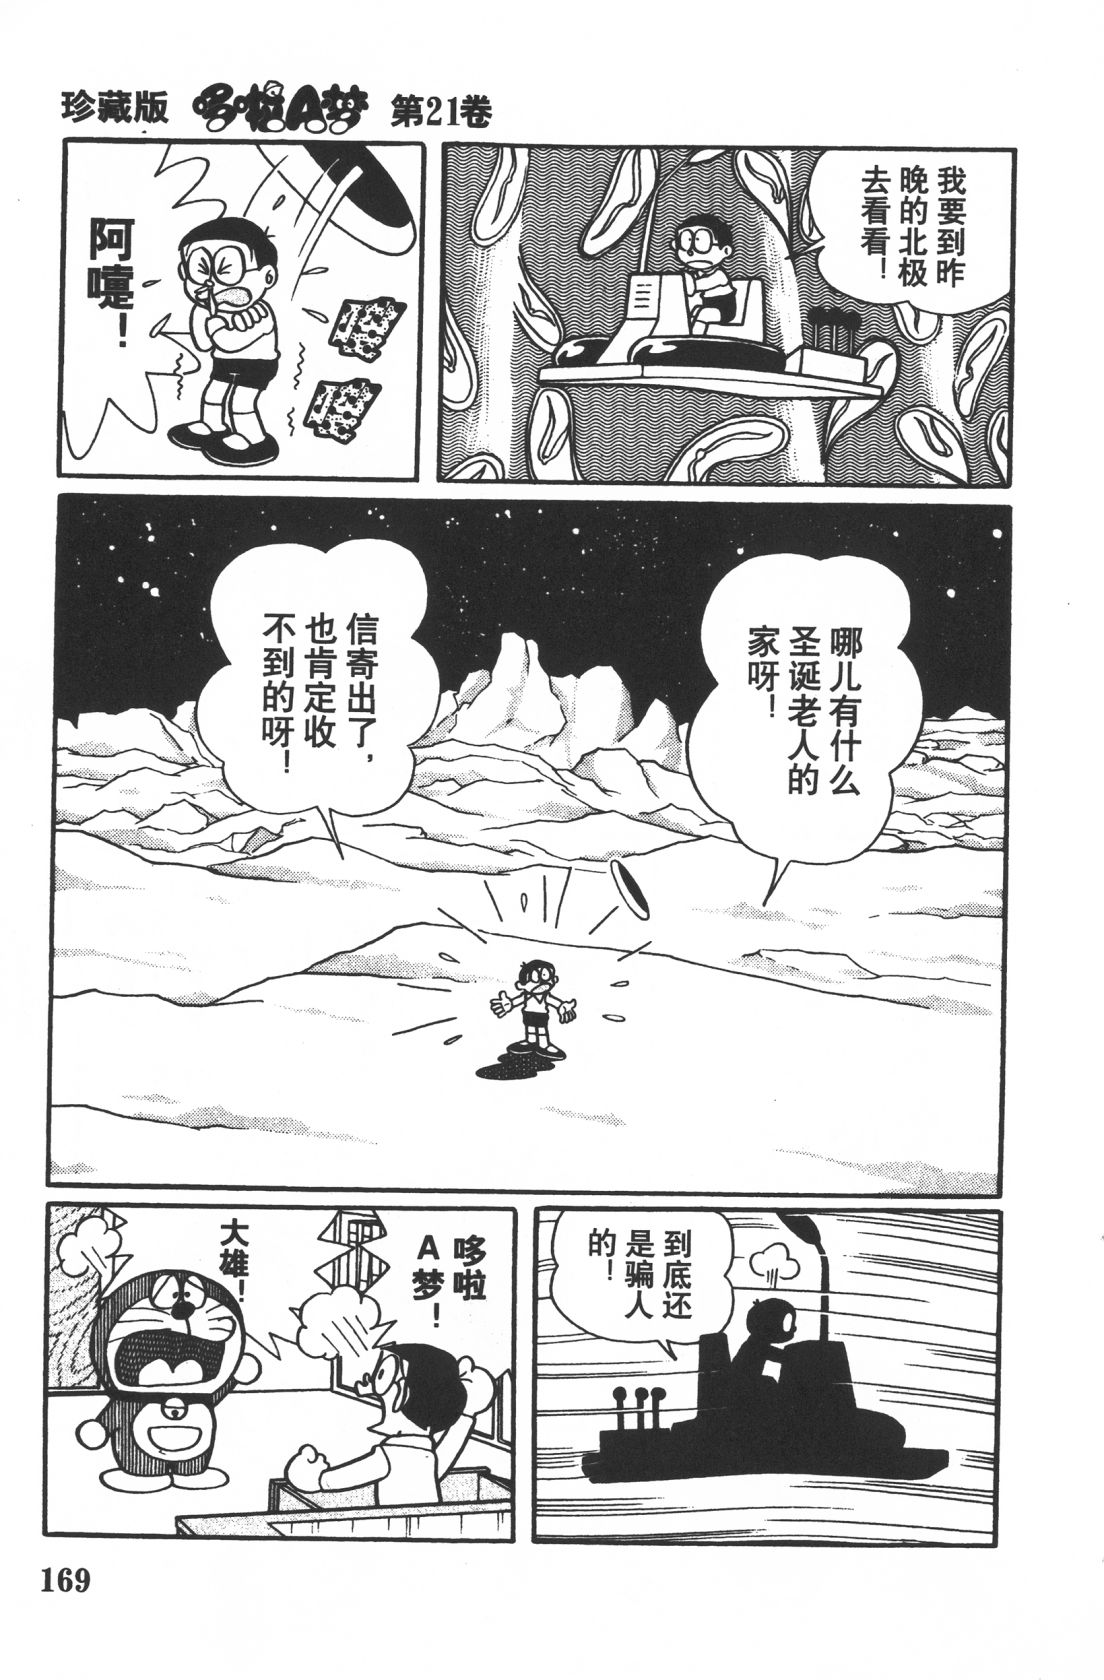 珍藏版 哆啦A梦 第21卷
我要到昨
晚的北极
去看看！
阿嚏！
哪儿有什么
圣诞老人的
家呀！
信寄出了，
也肯定收
不到的呀！
到底还
是骗人
的！
哆啦
A梦！
大雄！
169